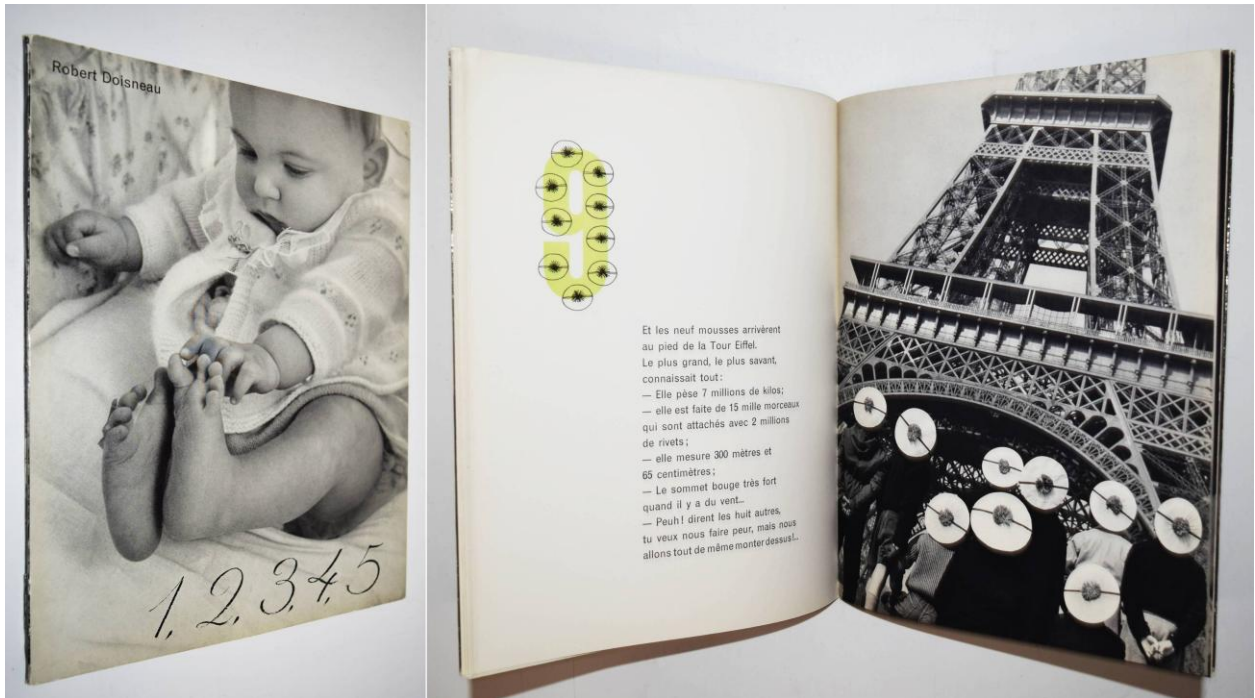 Robert Doisneau
1, 2, 3, 4, 5
9
Et les neuf mousses arrivèrent
au pied de la Tour Eiffel.
Le plus grand, le plus savant,
connaissait tout :
— Elle pèse 7 millions de kilos;
— elle est faite de 15 mille morceaux
qui sont attachés avec 2 millions
de rivets ;
— elle mesure 300 mètres et
65 centimètres ;
— Le sommet bouge très fort
quand il y a du vent...
— Peuh ! dirent les huit autres,
tu veux nous faire peur, mais nous
allons tout de même monter dessus!..